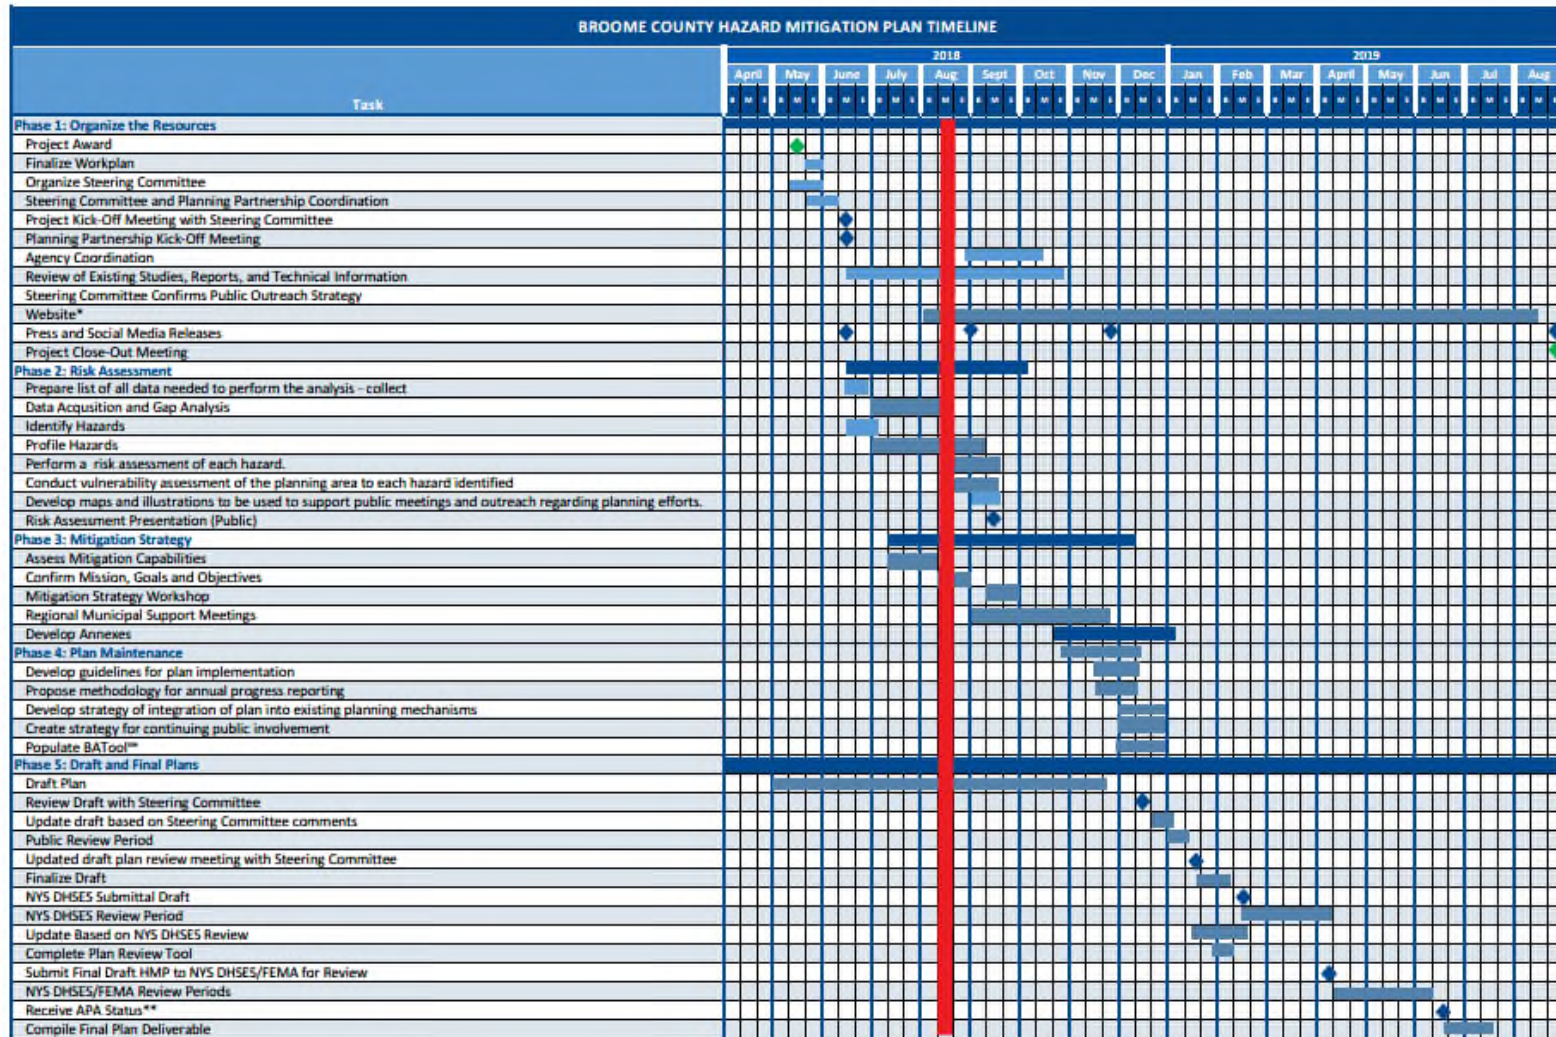 BROOME COUNTY HAZARD MITIGATION PLAN TIMELINE
2018 2019
April May June July Aug Sept Oct Nov Dec Jan Feb Mar April May Jun Jul Aug
Task B M E B M E B M E B M E B M E B M E B M E B M E B M E B M E B M E B M E B M E B M E B M E B M E B M
Phase 1: Organize the Resources
Project Award
Finalize Workplan
Organize Steering Committee
Steering Committee and Planning Partnership Coordination
Project Kick-Off Meeting with Steering Committee
Planning Partnership Kick-Off Meeting
Agency Coordination
Review of Existing Studies, Reports, and Technical Information
Steering Committee Confirms Public Outreach Strategy
Website*
Press and Social Media Releases
Project Close-Out Meeting
Phase 2: Risk Assessment
Prepare list of all data needed to perform the analysis - collect
Data Acqusition and Gap Analysis
Identify Hazards
Profile Hazards
Perform a risk assessment of each hazard.
Conduct vulnerability assessment of the planning area to each hazard identified
Develop maps and illustrations to be used to support public meetings and outreach regarding planning efforts.
Risk Assessment Presentation (Public)
Phase 3: Mitigation Strategy
Assess Mitigation Capabilities
Confirm Mission, Goals and Objectives
Mitigation Strategy Workshop
Regional Municipal Support Meetings
Develop Annexes
Phase 4: Plan Maintenance
Develop guidelines for plan implementation
Propose methodology for annual progress reporting
Develop strategy of integration of plan into existing planning mechanisms
Create strategy for continuing public involvement
Populate BATool
Phase 5: Draft and Final Plans
Draft Plan
Review Draft with Steering Committee
Update draft based on Steering Committee comments
Public Review Period
Updated draft plan review meeting with Steering Committee
Finalize Draft
NYS DHSES Submittal Draft
NYS DHSES Review Period
Update Based on NYS DHSES Review
Complete Plan Review Tool
Submit Final Draft HMP to NYS DHSES/FEMA for Review
NYS DHSES/FEMA Review Periods
Receive APA Status**
Compile Final Plan Deliverable